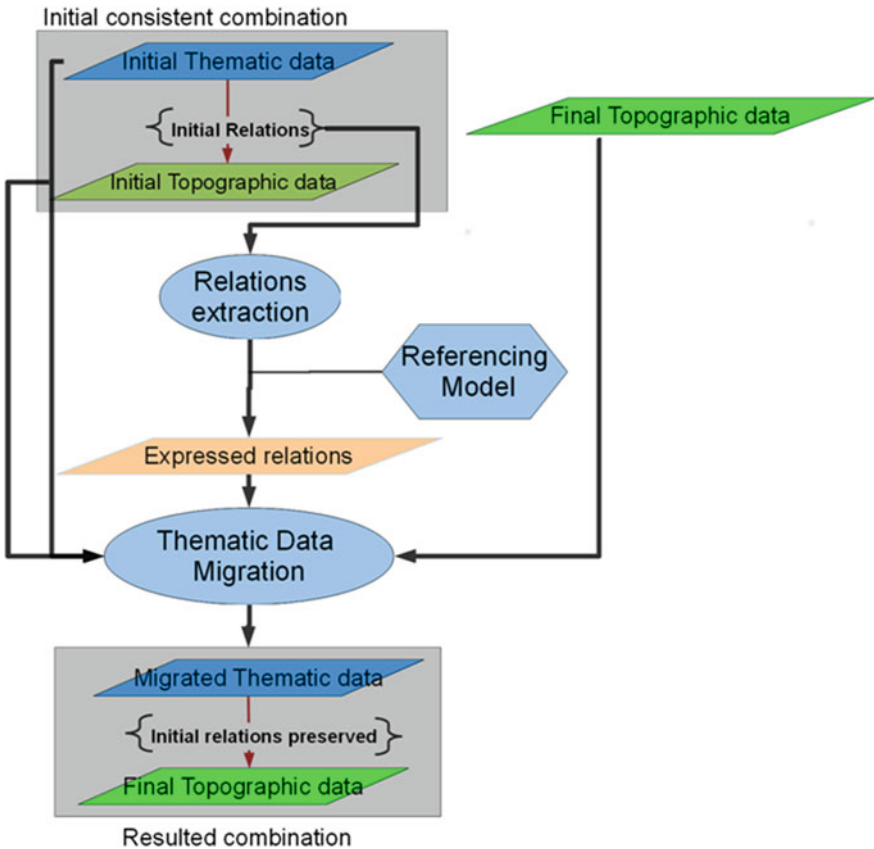 Initial consistent combination
Initial Thematic data
{Initial Relations}
Initial Topographic data
Final Topographic data
Relations
extraction
Referencing
Model
Expressed relations
Thematic Data
Migration
Migrated Thematic data
{Initial relations preserved}
Final Topographic data
Resulted combination